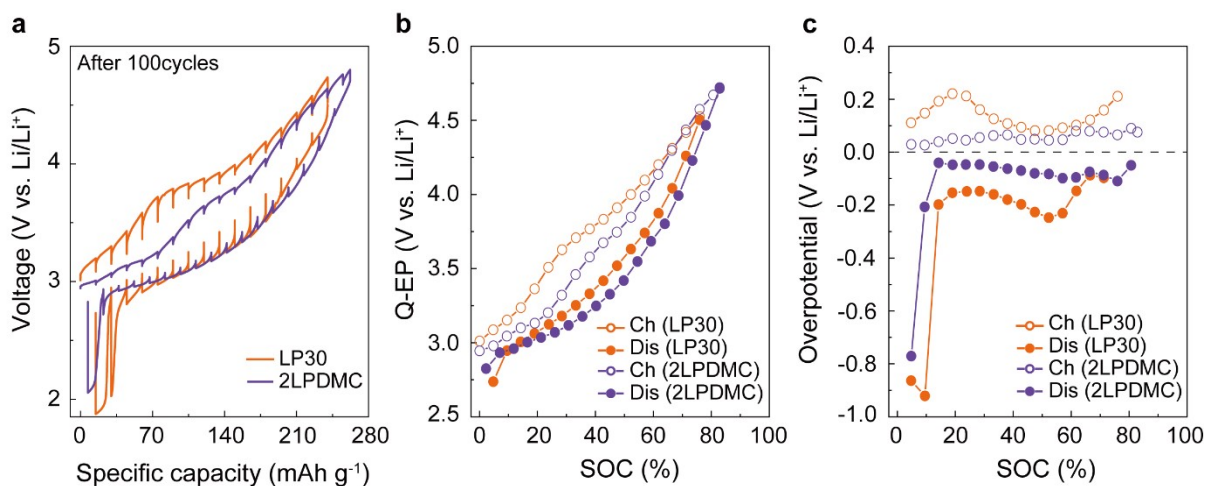 a
After 100cycles
Voltage (V vs. Li/Li⁺)
5
4
3
2
LP30
2LPDMC
0
70
140
210
280
Specific capacity (mAh g⁻¹)
b
Q-EP (V vs. Li/Li⁺)
4.5
4.0
3.5
3.0
2.5
Ch (LP30)
Dis (LP30)
Ch (2LPDMC)
Dis (2LPDMC)
0
20
40
60
80
100
SOC (%)
c
Overpotential (V vs. Li/Li⁺)
0.4
0.2
0.0
-0.2
-0.4
-0.6
-0.8
-1.0
Ch (LP30)
Dis (LP30)
Ch (2LPDMC)
Dis (2LPDMC)
0
20
40
60
80
100
SOC (%)